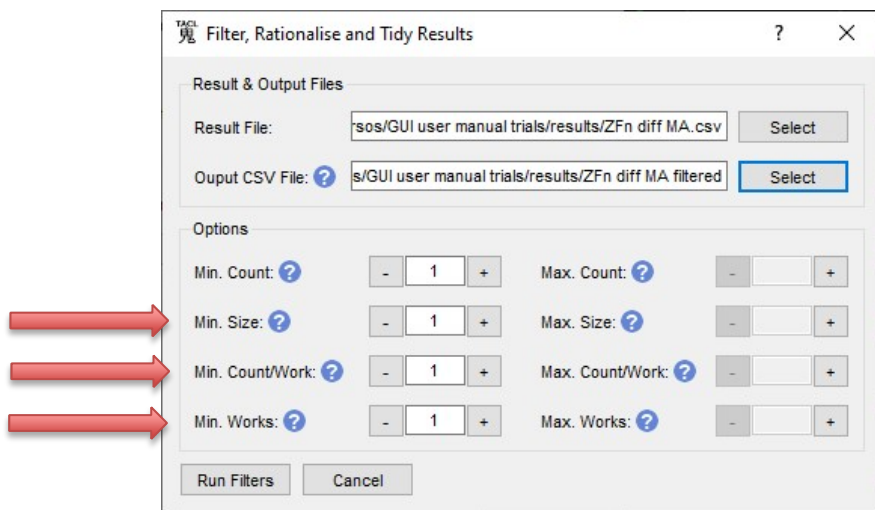 TACL
鬼 Filter, Rationalise and Tidy Results ? ×
Result & Output Files
Result File: rsos/GUI user manual trials/results/ZFn diff MA.csv Select
Ouput CSV File: ? s/GUI user manual trials/results/ZFn diff MA filtered Select
Options
Min. Count: ? - 1 + Max. Count: ? - +
Min. Size: ? - 1 + Max. Size: ? - +
Min. Count/Work: ? - 1 + Max. Count/Work: ? - +
Min. Works: ? - 1 + Max. Works: ? - +
Run Filters Cancel